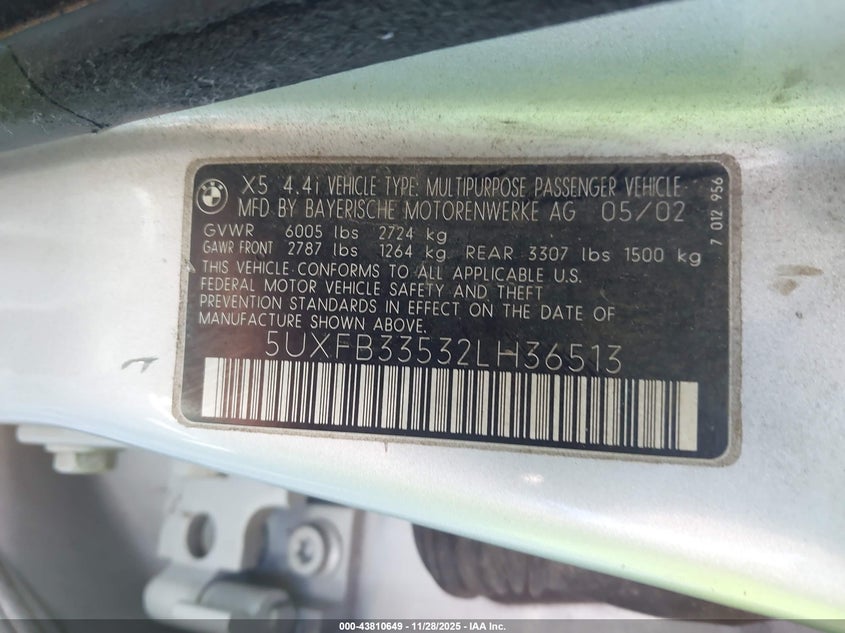 X5 4.4i VEHICLE TYPE: MULTIPURPOSE PASSENGER VEHICLE
MFD BY BAYERISCHE MOTORENWERKE AG 05/02
GVWR 6005 lbs 2724 kg
GAWR FRONT 2787 lbs 1264 kg REAR 3307 lbs 1500 kg
THIS VEHICLE CONFORMS TO ALL APPLICABLE U.S.
FEDERAL MOTOR VEHICLE SAFETY AND THEFT
PREVENTION STANDARDS IN EFFECT ON THE DATE OF
MANUFACTURE SHOWN ABOVE.
5UXFB33532LH36513
7 012 956
000-43810649 | 11/28/2025 - IAA Inc.